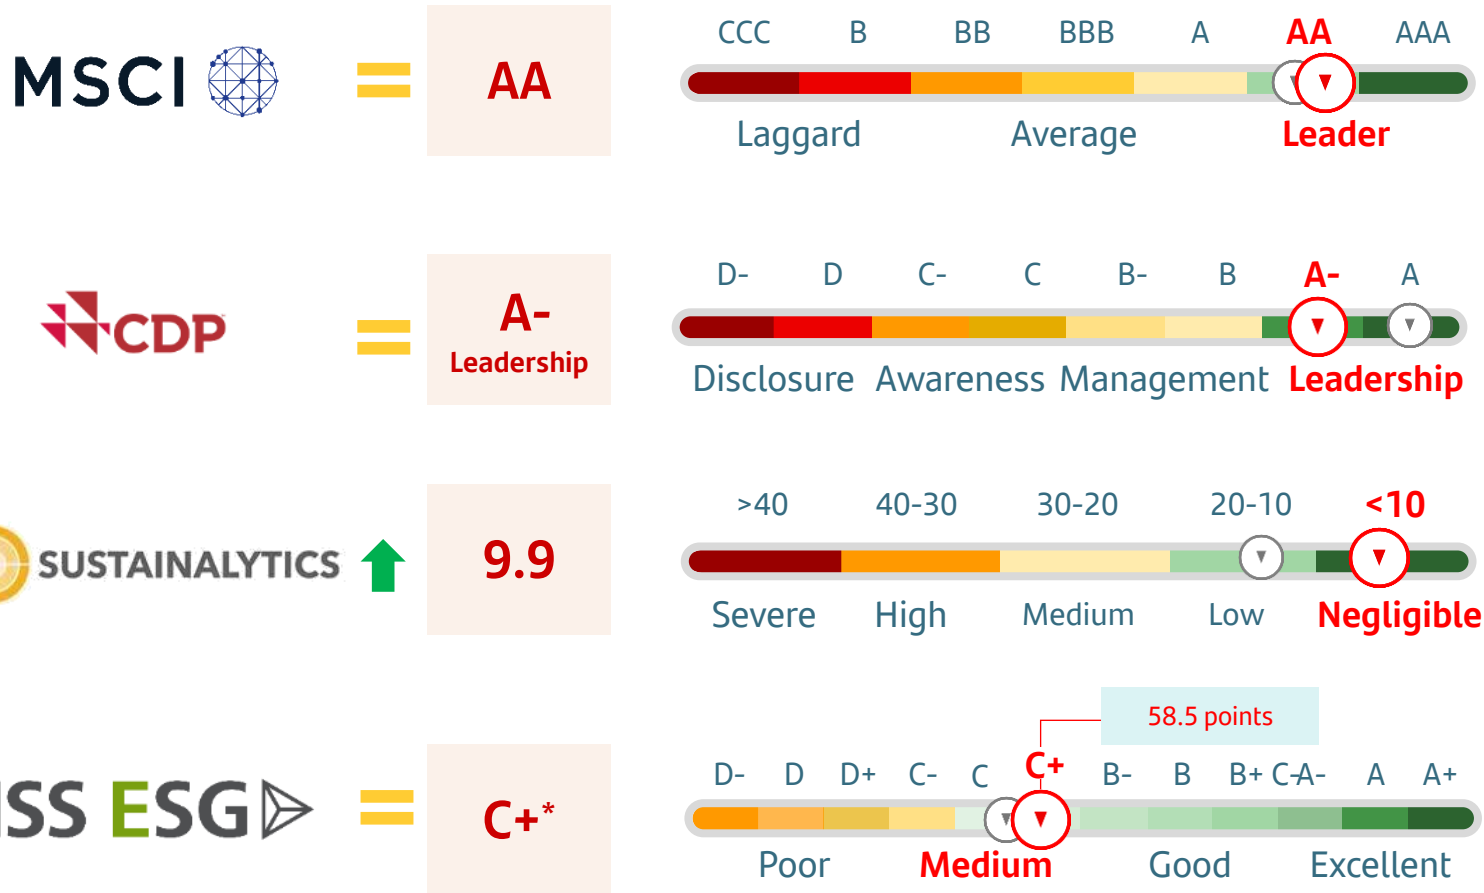 CCC B BB BBB A AA AAA
MSCI = AA
Laggard Average Leader
D- D C- C B- B A- A
CDP = A-
Leadership
Disclosure Awareness Management Leadership
>40 40-30 30-20 20-10 <10
SUSTAINALYTICS 9.9
Severe High Medium Low Negligible
58.5 points
D- D D+ C- C C+ B- B B+ C- A- A A+
ISS ESG = C+*
Poor Medium Good Excellent